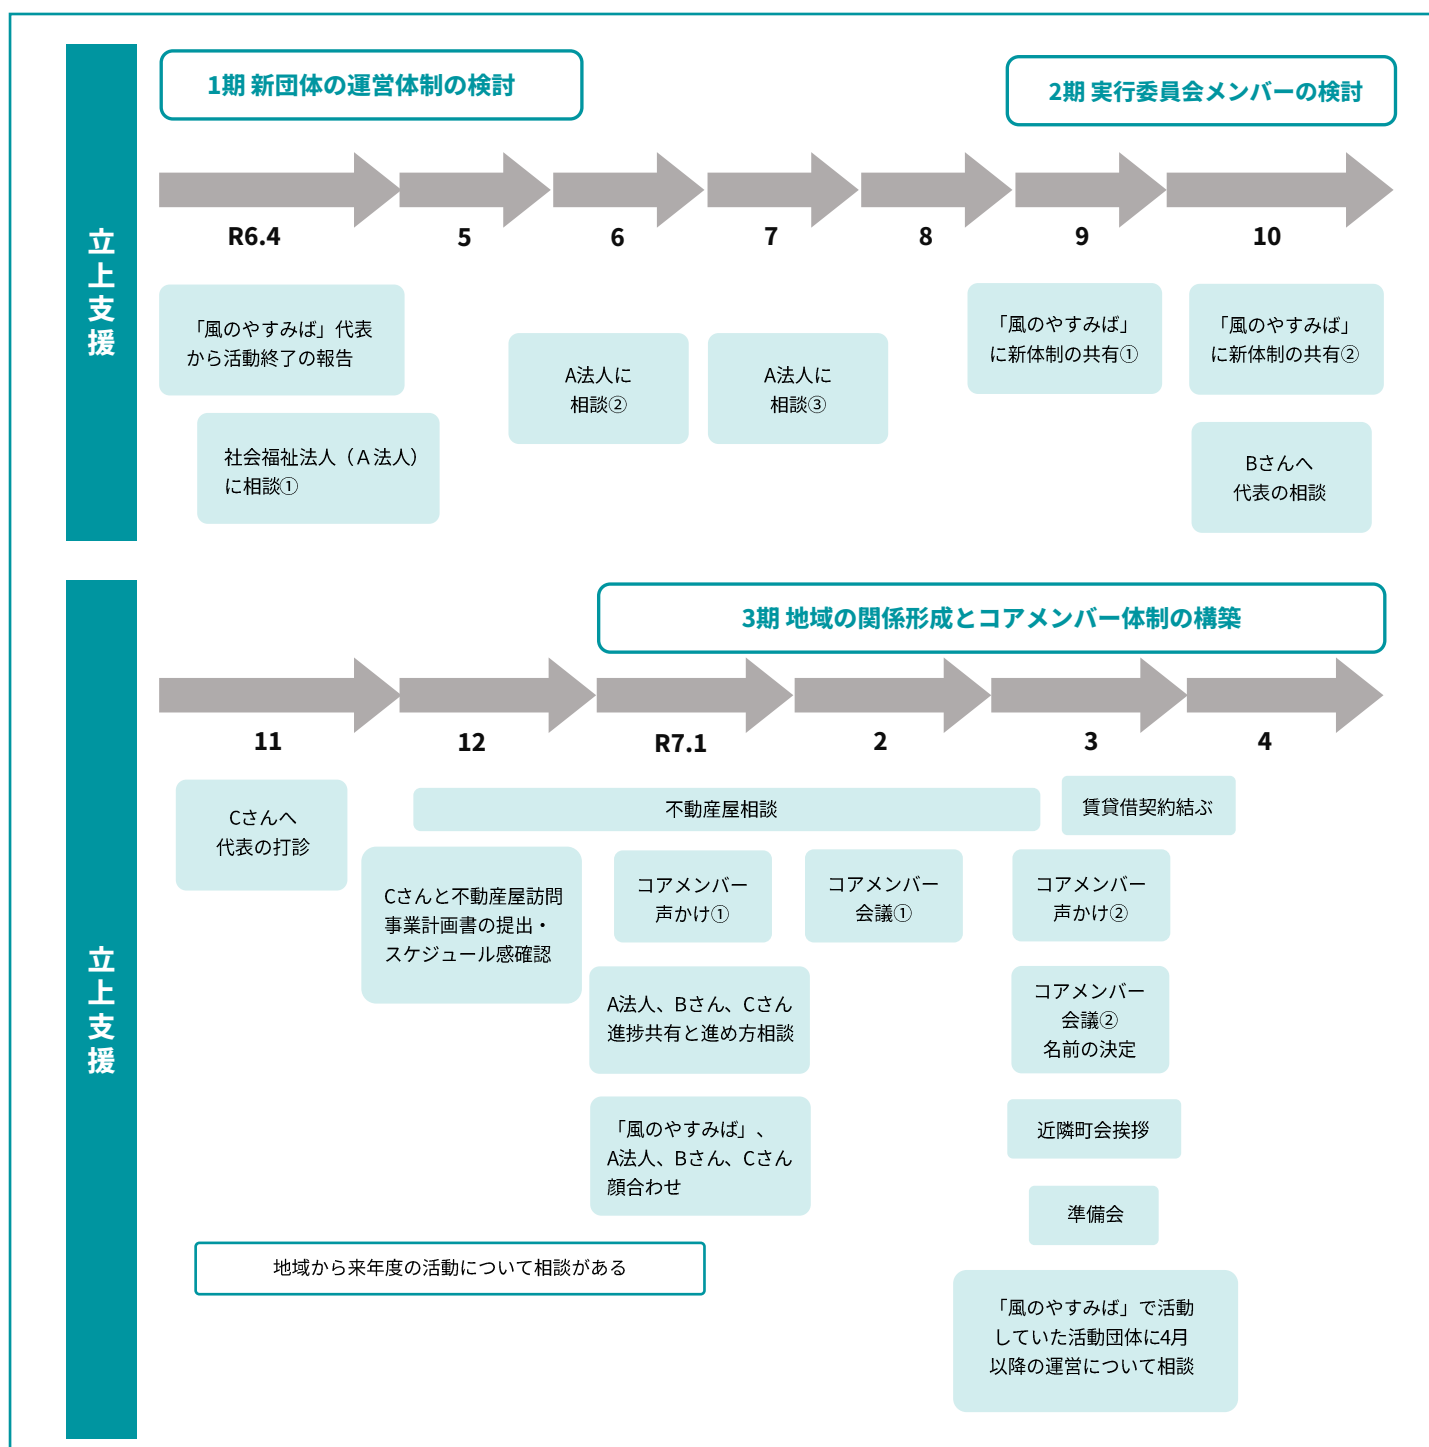 1期 新団体の運営体制の検討
2期 実行委員会メンバーの検討
立上支援
R6.4
5
6
7
8
9
10
「風のやすみば」代表
から活動終了の報告
社会福祉法人（A法人）
に相談①
A法人に
相談②
A法人に
相談③
「風のやすみば」
に新体制の共有①
「風のやすみば」
に新体制の共有②
Bさんへ
代表の相談
3期 地域の関係形成とコアメンバー体制の構築
立上支援
11
12
R7.1
2
3
4
Cさんへ
代表の打診
不動産屋相談
賃貸借契約結ぶ
Cさんと不動産屋訪問
事業計画書の提出・
スケジュール感確認
コアメンバー
声かけ①
コアメンバー
会議①
コアメンバー
声かけ②
A法人、Bさん、Cさん
進捗共有と進め方相談
コアメンバー
会議②
名前の決定
「風のやすみば」、
A法人、Bさん、Cさん
顔合わせ
近隣町会挨拶
準備会
地域から来年度の活動について相談がある
「風のやすみば」で活動
していた活動団体に4月
以降の運営について相談